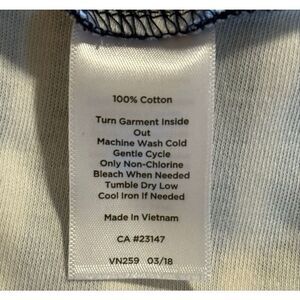 100% Cotton
Turn Garment Inside
Out
Machine Wash Cold
Gentle Cycle
Only Non-Chlorine
Bleach When Needed
Tumble Dry Low
Cool Iron If Needed
Made In Vietnam
CA #23147
VN259 03/18